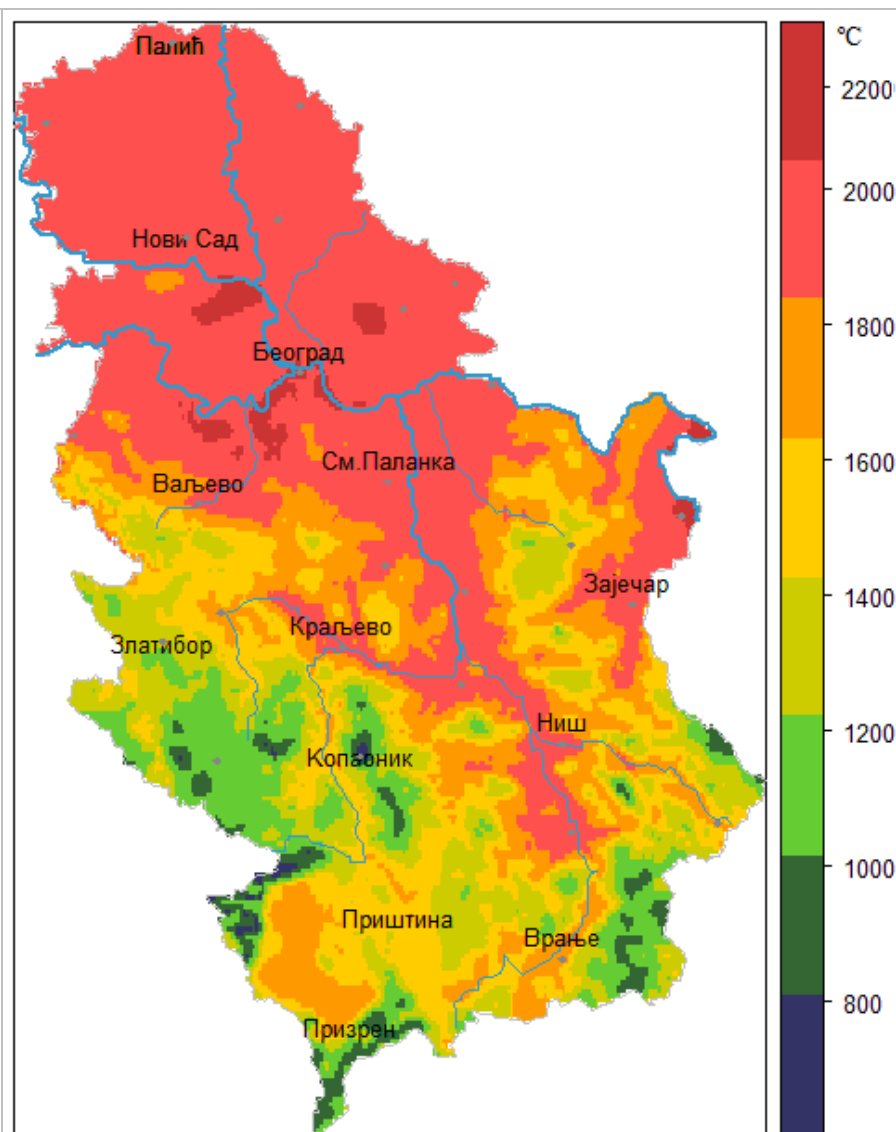 Палић
°C
2200
2000
Нови Сад
1800
Београд
1600
См.Паланка
Ваљево
1400
Зајечар
Краљево
Златибор
1200
Ниш
Копаоник
1000
Приштина
Врање
800
Призрен